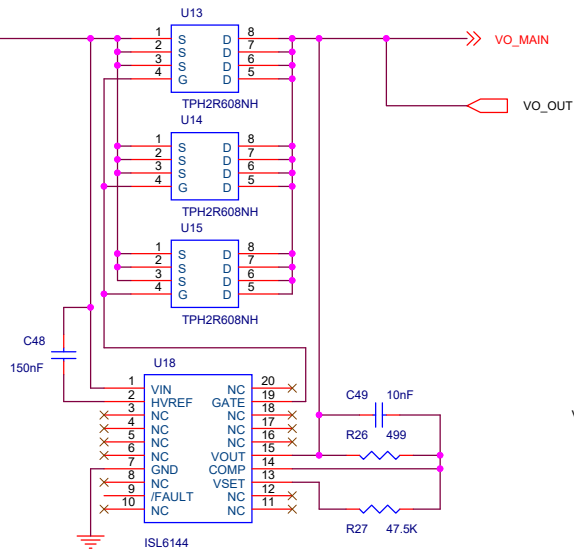 U13
1 S D 8
2 S D 7
3 S D 6
4 G D 5
TPH2R608NH
VO_MAIN
VO_OUT
U14
1 S D 8
2 S D 7
3 S D 6
4 G D 5
TPH2R608NH
U15
1 S D 8
2 S D 7
3 S D 6
4 G D 5
TPH2R608NH
C48
150nF
U18
1 VIN NC 20
2 HVREF GATE 19
3 NC NC 18
4 NC NC 17
5 NC NC 16
6 NC VOUT 15
7 GND COMP 14
8 NC VSET 13
9 /FAULT NC 12
10 NC NC 11
ISL6144
C49 10nF
R26 499
R27 47.5K